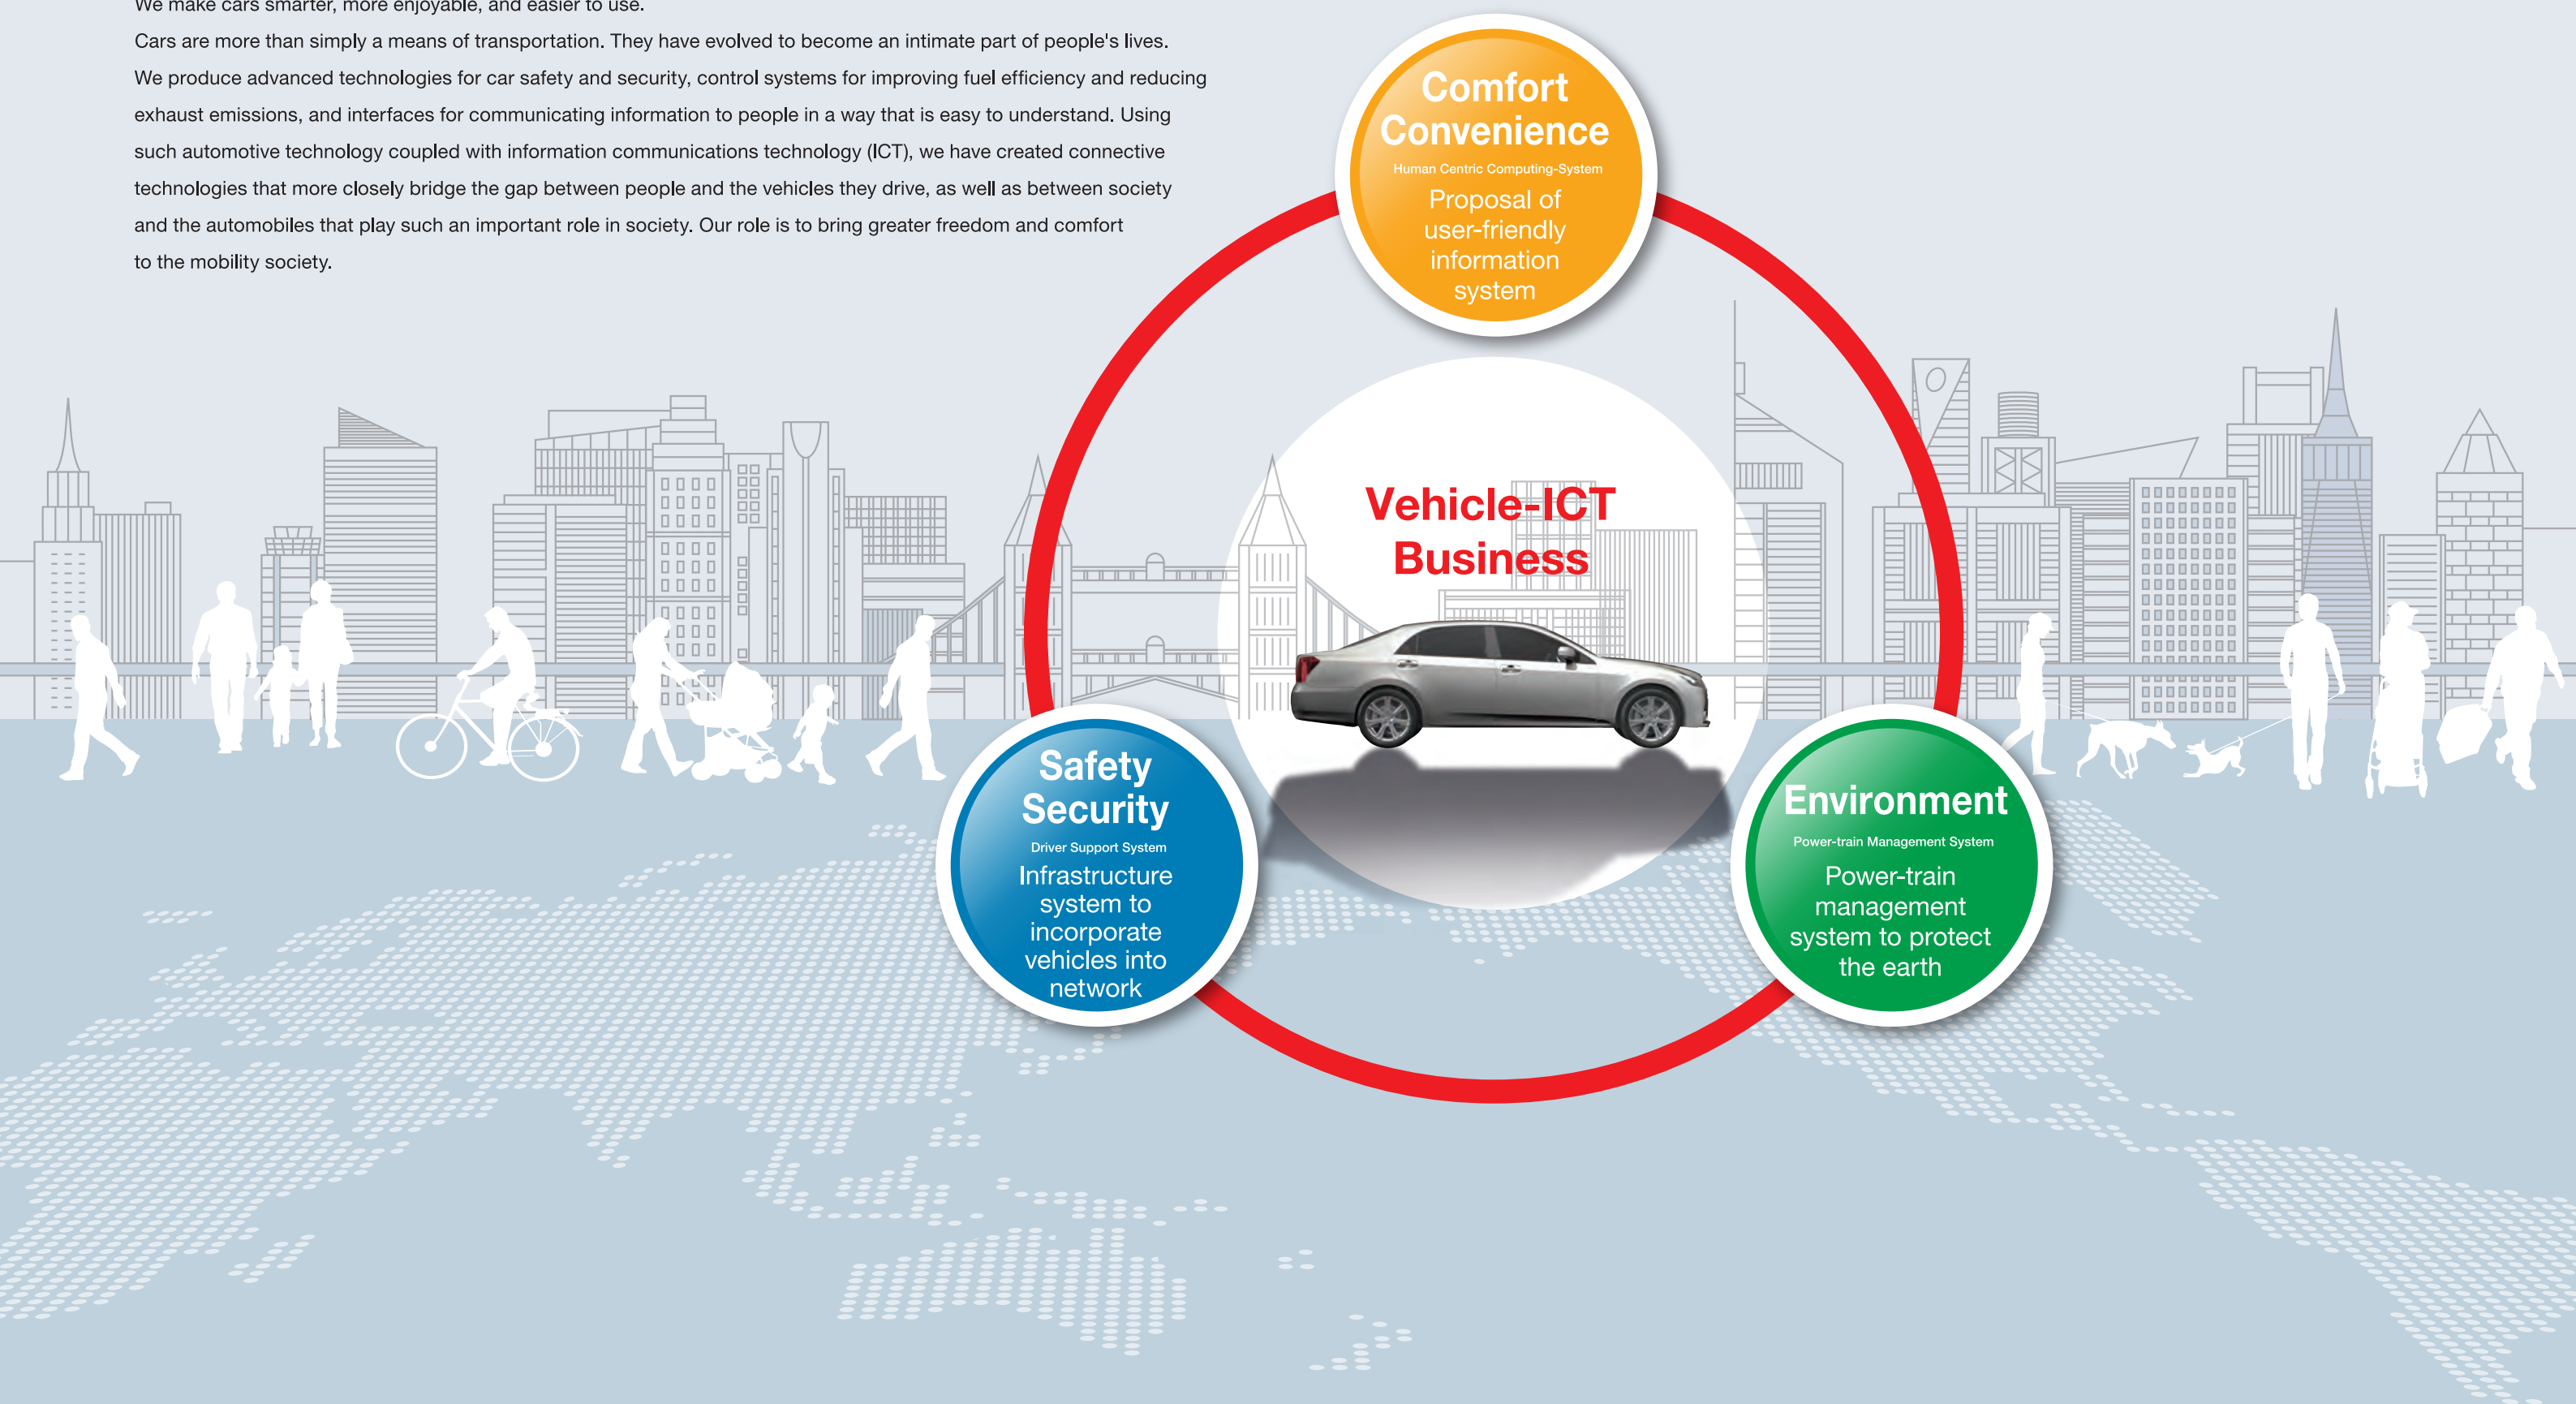 We make cars smarter, more enjoyable, and easier to use.
Cars are more than simply a means of transportation. They have evolved to become an intimate part of people's lives.
We produce advanced technologies for car safety and security, control systems for improving fuel efficiency and reducing
exhaust emissions, and interfaces for communicating information to people in a way that is easy to understand. Using
such automotive technology coupled with information communications technology (ICT), we have created connective
technologies that more closely bridge the gap between people and the vehicles they drive, as well as between society
and the automobiles that play such an important role in society. Our role is to bring greater freedom and comfort
to the mobility society.
Comfort
Convenience
Human Centric Computing-System
Proposal of
user-friendly
information
system
Vehicle-ICT
Business
Safety
Security
Driver Support System
Infrastructure
system to
incorporate
vehicles into
network
Environment
Power-train Management System
Power-train
management
system to protect
the earth